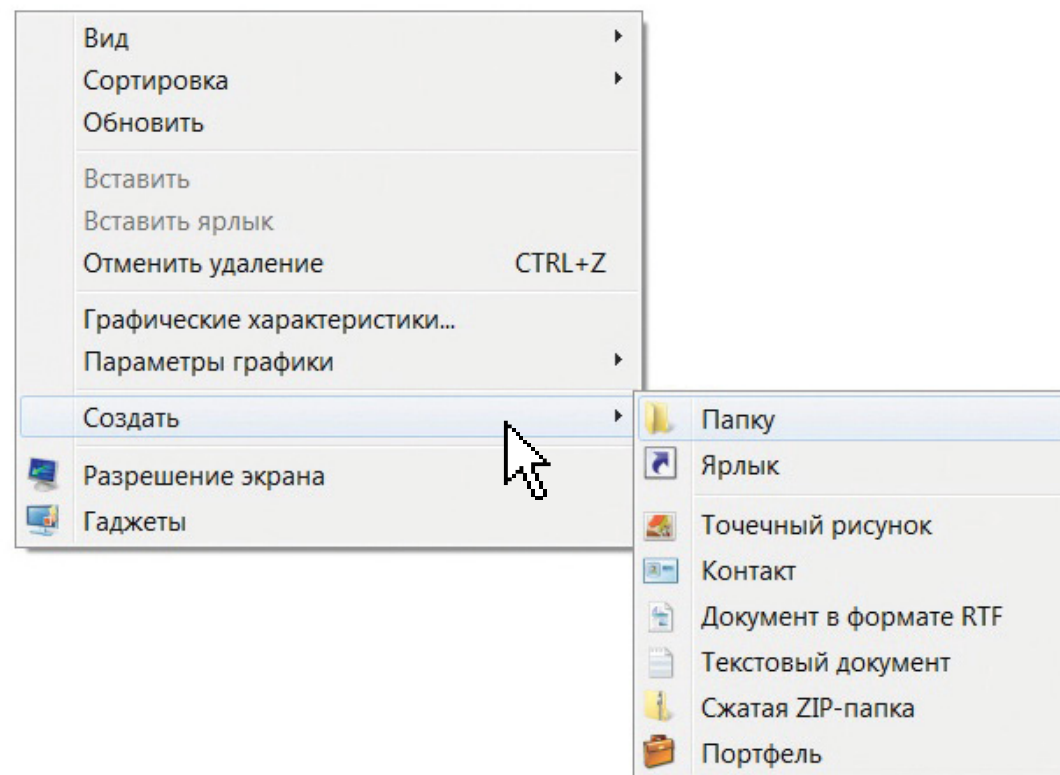 Вид
Сортировка
Обновить
Вставить
Вставить ярлык
Отменить удаление CTRL+Z
Графические характеристики...
Параметры графики
Создать
Разрешение экрана
Гаджеты
Папку
Ярлык
Точечный рисунок
Контакт
Документ в формате RTF
Текстовый документ
Сжатая ZIP-папка
Портфель